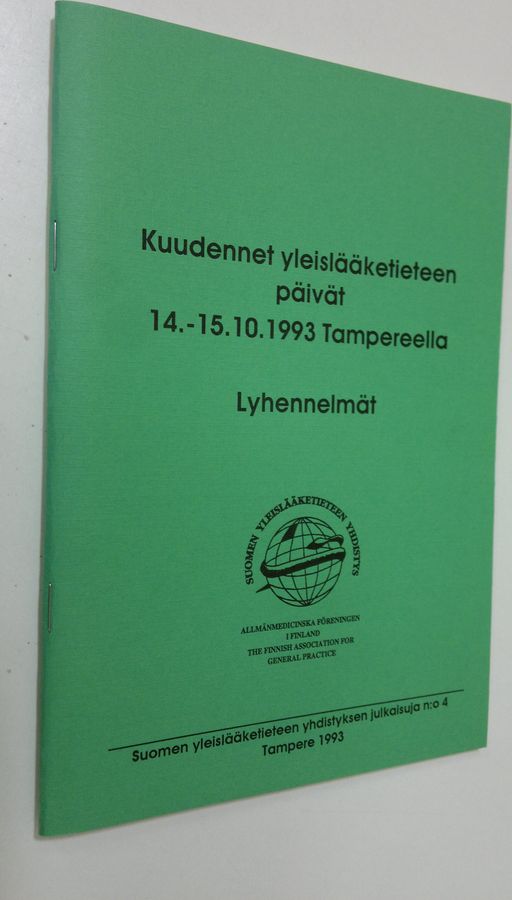 Kuudennet yleislääketieteen
päivät
14.-15.10.1993 Tampereella
Lyhennelmät
SUOMEN YLEISLÄÄKETIETEEN YHDISTYS
ALLMÄNMEDICINSKA FÖRENINGEN
I FINLAND
THE FINNISH ASSOCIATION FOR
GENERAL PRACTICE
Suomen yleislääketieteen yhdistyksen julkaisuja n:o 4
Tampere 1993